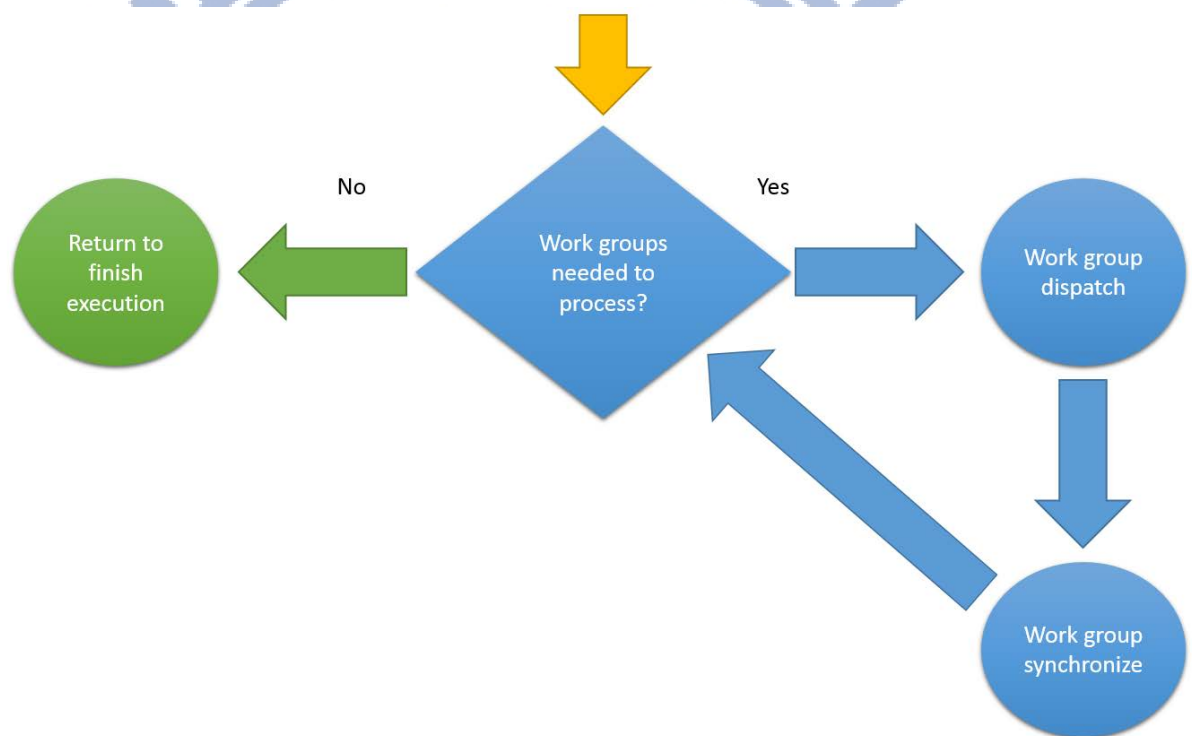 No
Yes
Return to
finish
execution
Work groups
needed to
process?
Work group
dispatch
Work group
synchronize